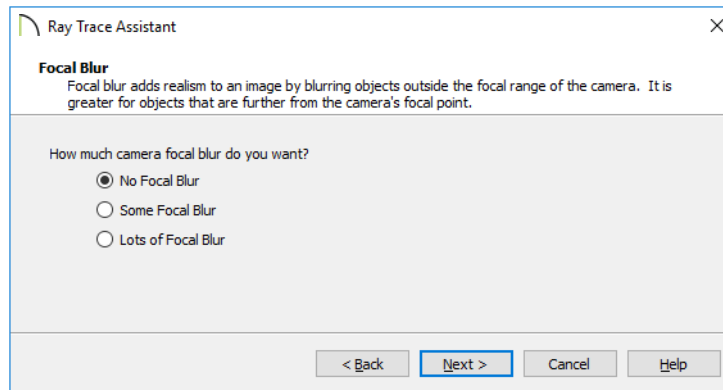 Ray Trace Assistant
Focal Blur
Focal blur adds realism to an image by blurring objects outside the focal range of the camera. It is
greater for objects that are further from the camera's focal point.
How much camera focal blur do you want?
No Focal Blur
Some Focal Blur
Lots of Focal Blur
< Back Next > Cancel Help